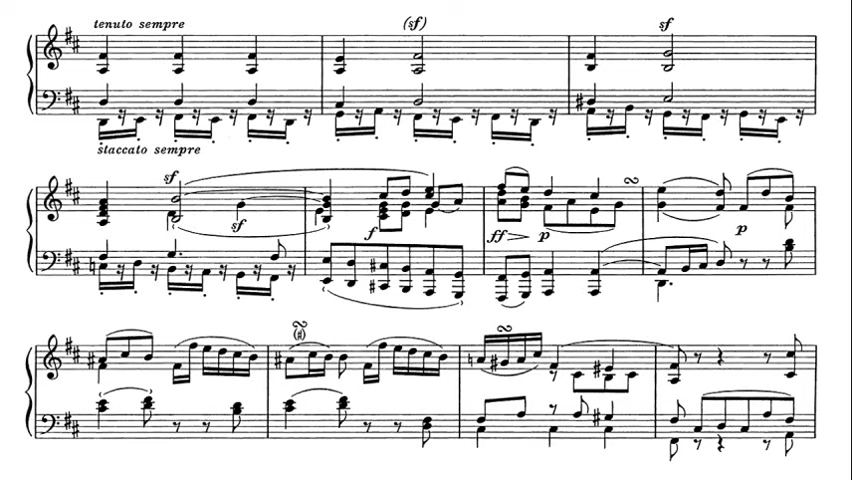 tenuto sempre (sf) sf
staccato sempre
sf
sf f ff p p
(#)